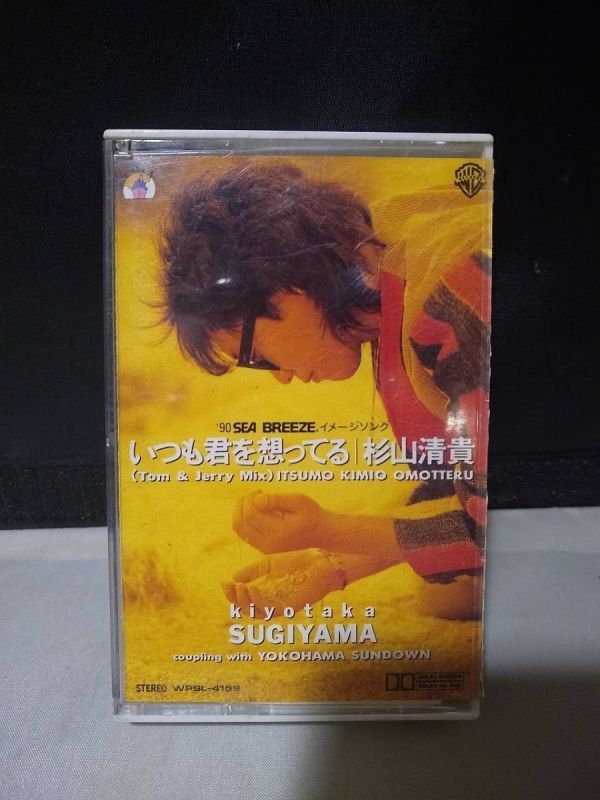 '90 SEA BREEZE イメージソング
いつも君を想ってる|杉山清貴
(Tom & Jerry Mix) ITSUMO KIMIO OMOTTERU
kiyotaka
SUGIYAMA
coupling with YOKOHAMA SUNDOWN
STEREO WPSL-4159
DOLBY SYSTEM